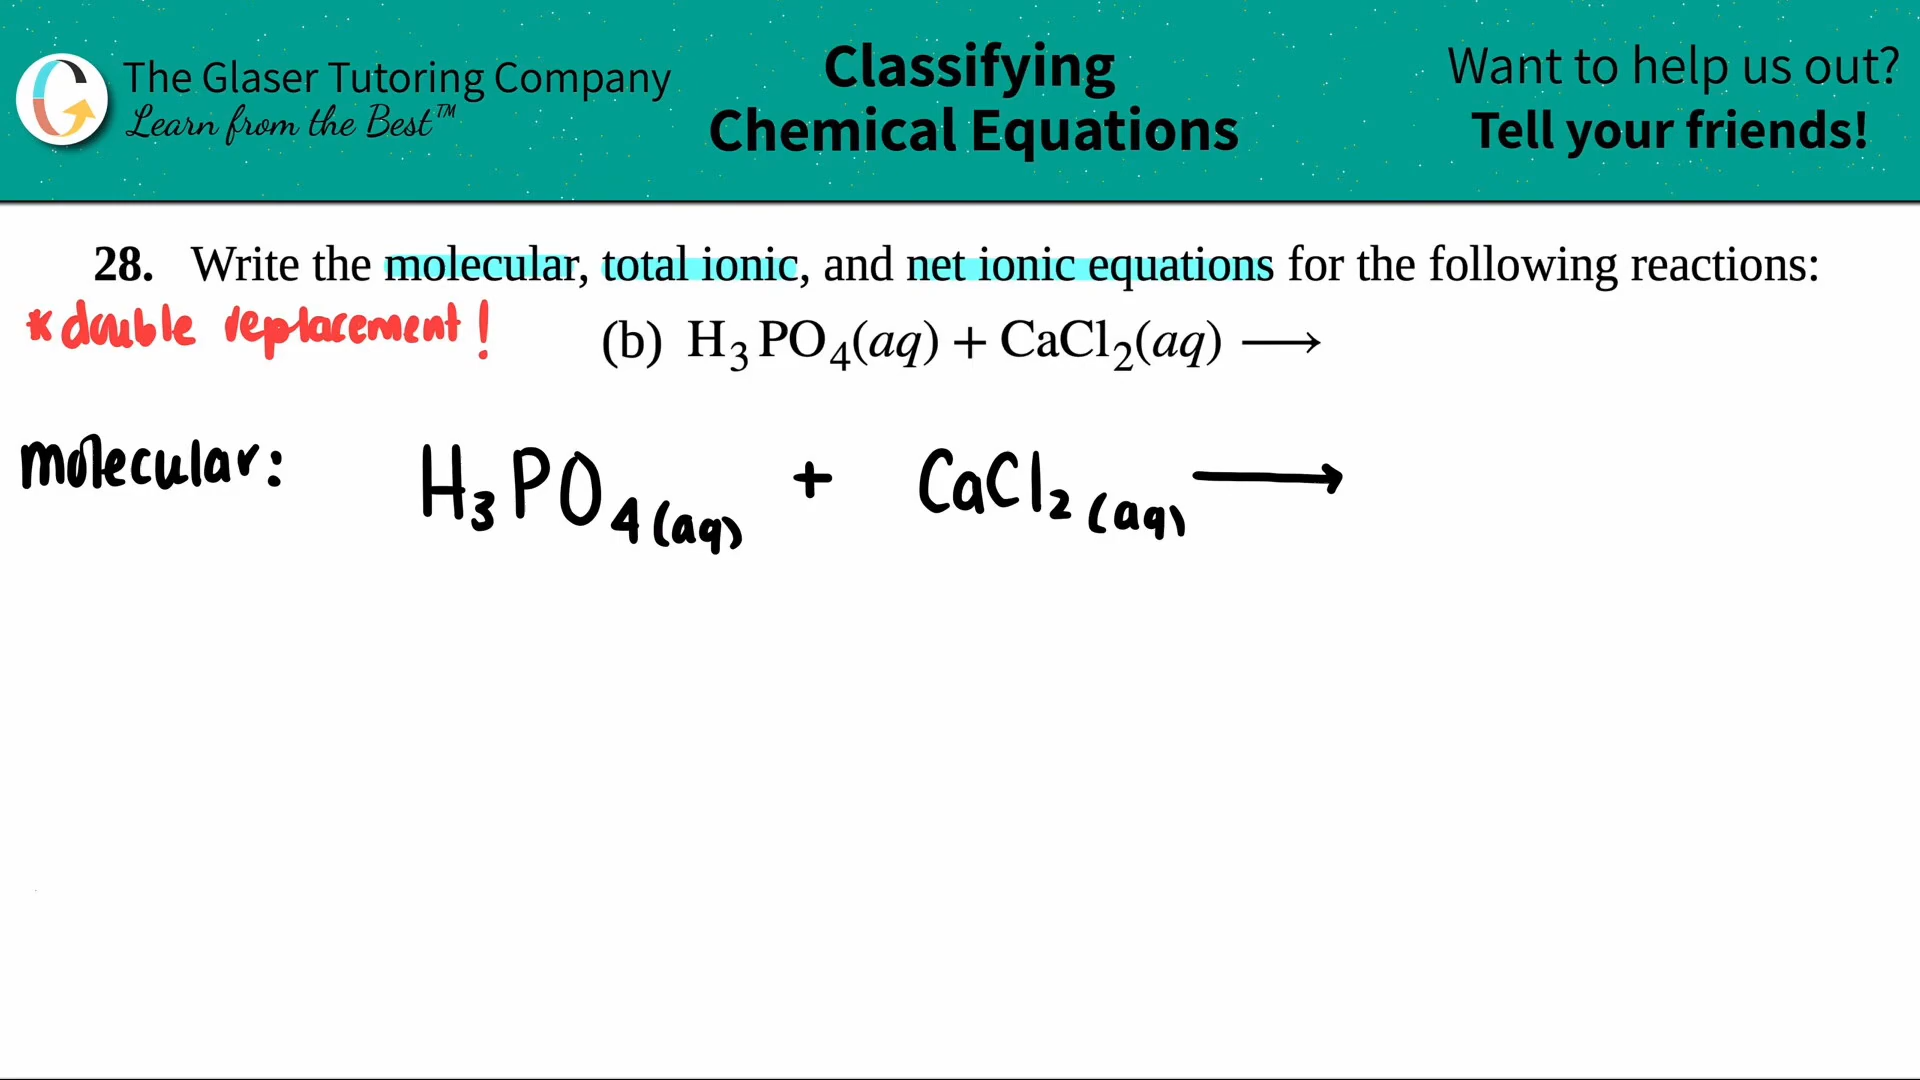 The Glaser Tutoring Company
Learn from the Best™
Classifying
Chemical Equations
Want to help us out?
Tell your friends!
28. Write the molecular, total ionic, and net ionic equations for the following reactions:
* double replacement!
(b) H₃PO₄(aq) + CaCl₂(aq) ⟶
molecular: H₃PO₄(aq) + CaCl₂(aq) ⟶